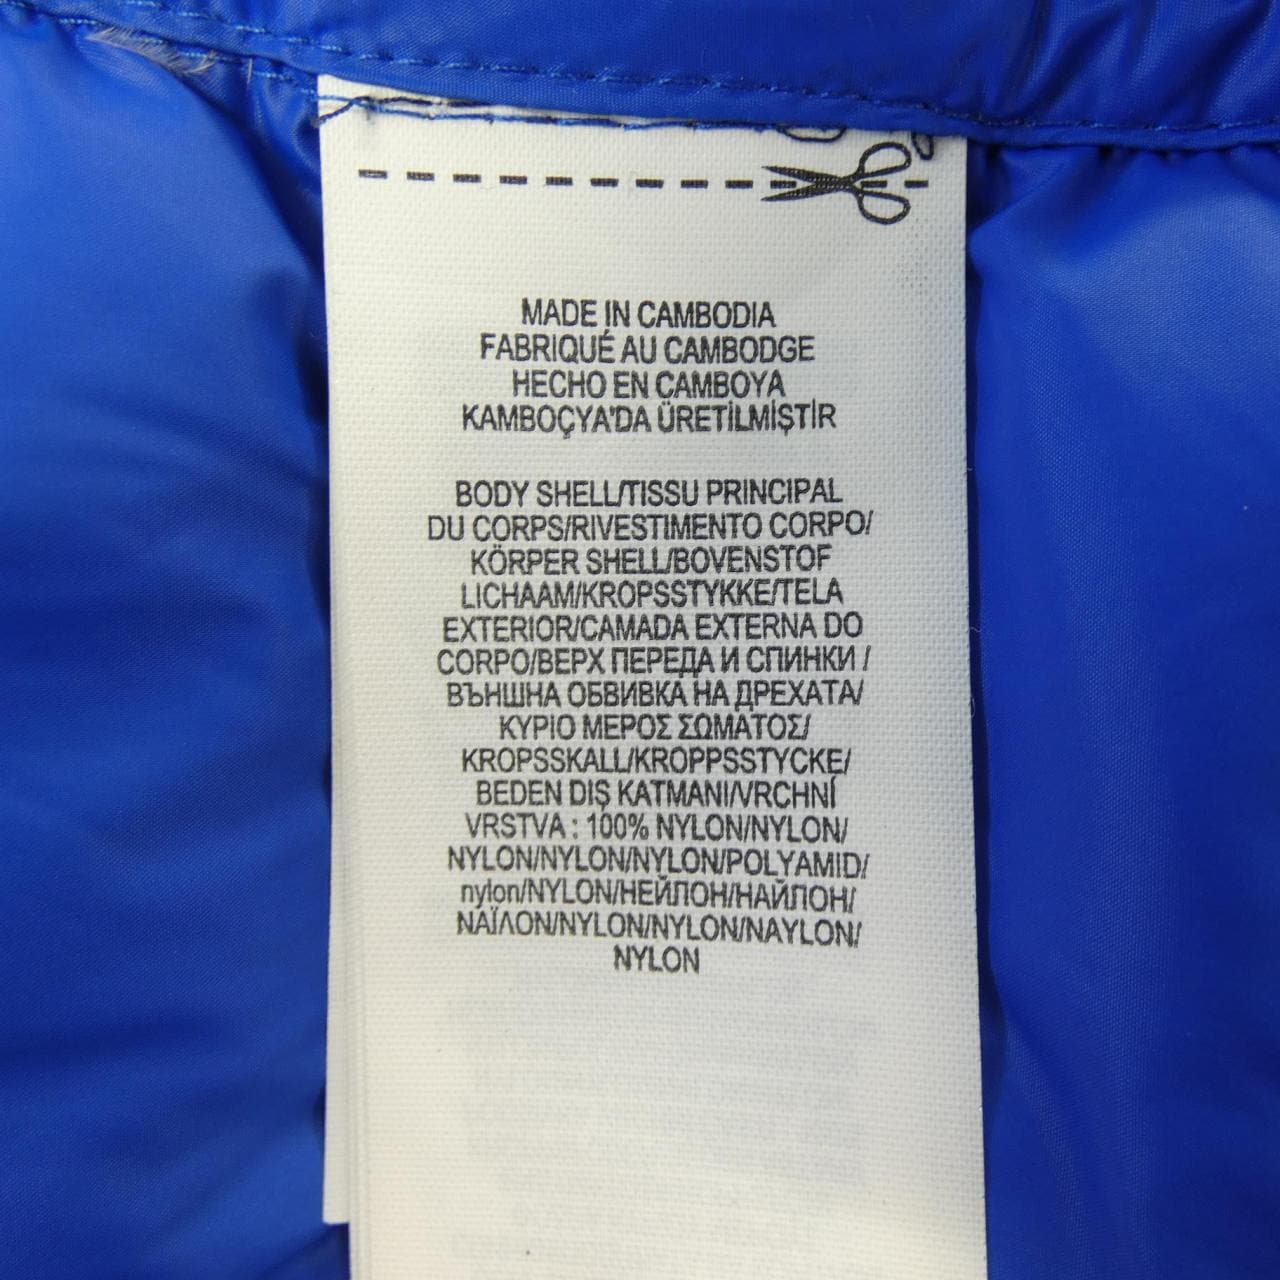 MADE IN CAMBODIA
FABRIQUÉ AU CAMBODGE
HECHO EN CAMBOYA
KAMBOÇYA'DA ÜRETİLMİŞTİR
BODY SHELL/TISSU PRINCIPAL
DU CORPS/RIVESTIMENTO CORPO/
KÖRPER SHELL/BOVENSTOF
LICHAAM/KROPSSTYKKE/TELA
EXTERIOR/CAMADA EXTERNA DO
CORPO/ВЕРХ ПЕРЕДА И СПИНКИ /
ВЪНШНА ОБВИВКА НА ДРЕХАТА/
ΚΥΡΙΟ ΜΕΡΟΣ ΣΩΜΑΤΟΣ/
KROPSSKALL/KROPPSSTYCKE/
BEDEN DIŞ KATMANI/VRCHNÍ
VRSTVA : 100% NYLON/NYLON/
NYLON/NYLON/NYLON/POLYAMID/
nylon/NYLON/НЕЙЛОН/НАЙЛОН/
ΝΑΪΛΟΝ/NYLON/NYLON/NAYLON/
NYLON